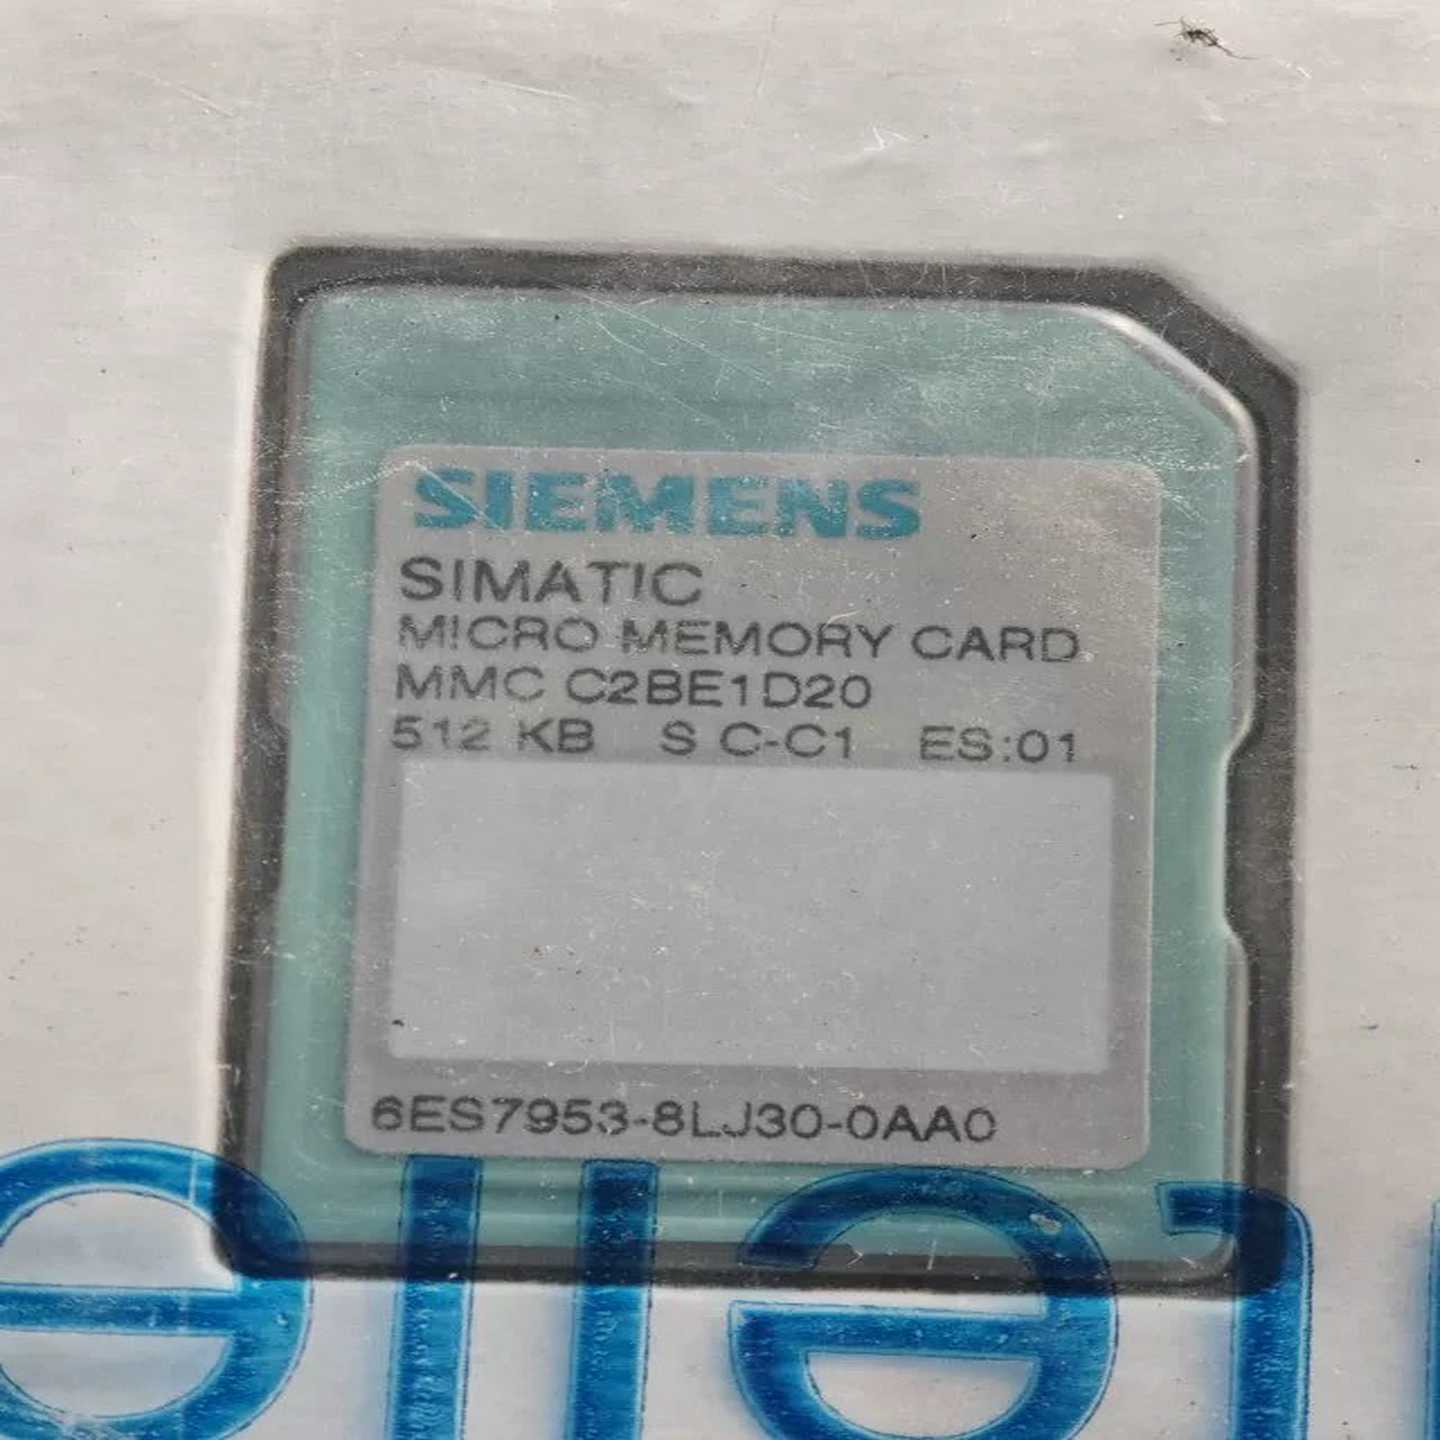 SIEMENS
SIMATIC
MICRO MEMORY CARD
MMC C2BE1D20
512 KB S C-C1 ES:01
6ES7953-8LJ30-0AA0